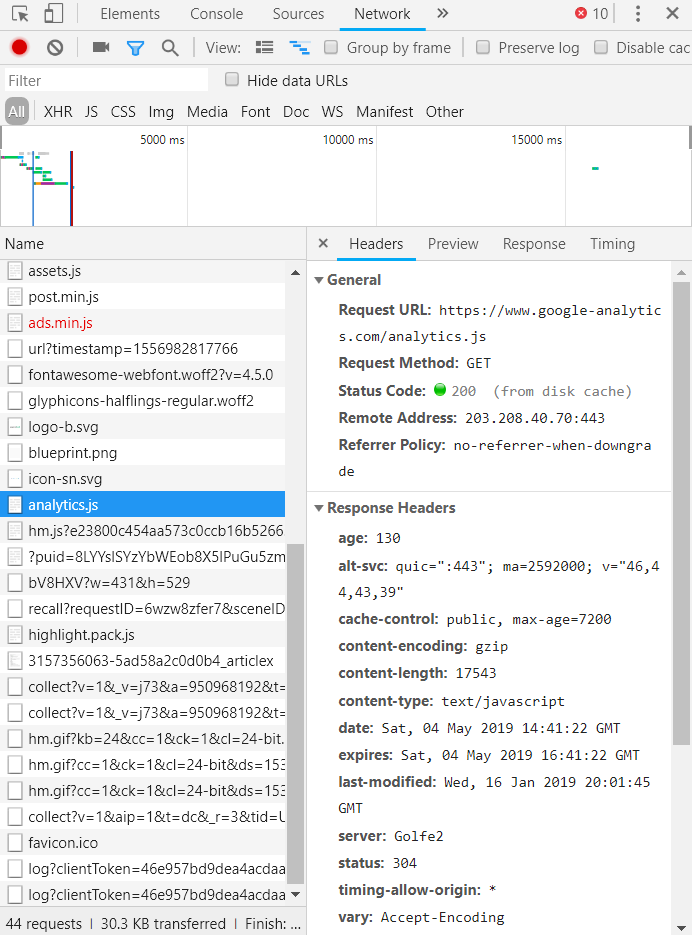 Elements Console Sources Network 10
View: Group by frame Preserve log Disable cac
Filter Hide data URLs
All XHR JS CSS Img Media Font Doc WS Manifest Other
5000 ms 10000 ms 15000 ms
Name
assets.js
post.min.js
ads.min.js
url?timestamp=1556982817766
fontawesome-webfont.woff2?v=4.5.0
glyphicons-halflings-regular.woff2
logo-b.svg
blueprint.png
icon-sn.svg
analytics.js
hm.js?e23800c454aa573c0ccb16b5266
?puid=8LYYsISYzYbWEob8X5IPuGu5zm
bV8HXV?w=431&h=529
recall?requestID=6wzw8zfer7&sceneID
highlight.pack.js
3157356063-5ad58a2c0d0b4_articlex
collect?v=1&_v=j73&a=950968192&t=
collect?v=1&_v=j73&a=950968192&t=
hm.gif?kb=24&cc=1&ck=1&cl=24-bit.
hm.gif?cc=1&ck=1&cl=24-bit&ds=153
hm.gif?cc=1&ck=1&cl=24-bit&ds=153
collect?v=1&aip=1&t=dc&_r=3&tid=U
favicon.ico
log?clientToken=46e957bd9dea4acdaa
log?clientToken=46e957bd9dea4acdaa
44 requests | 30.3 KB transferred | Finish: ...
Headers Preview Response Timing
General
Request URL: https://www.google-analytic
s.com/analytics.js
Request Method: GET
Status Code: 200 (from disk cache)
Remote Address: 203.208.40.70:443
Referrer Policy: no-referrer-when-downgra
de
Response Headers
age: 130
alt-svc: quic=":443"; ma=2592000; v="46,4
4,43,39"
cache-control: public, max-age=7200
content-encoding: gzip
content-length: 17543
content-type: text/javascript
date: Sat, 04 May 2019 14:41:22 GMT
expires: Sat, 04 May 2019 16:41:22 GMT
last-modified: Wed, 16 Jan 2019 20:01:45
GMT
server: Golfe2
status: 304
timing-allow-origin: *
vary: Accept-Encoding